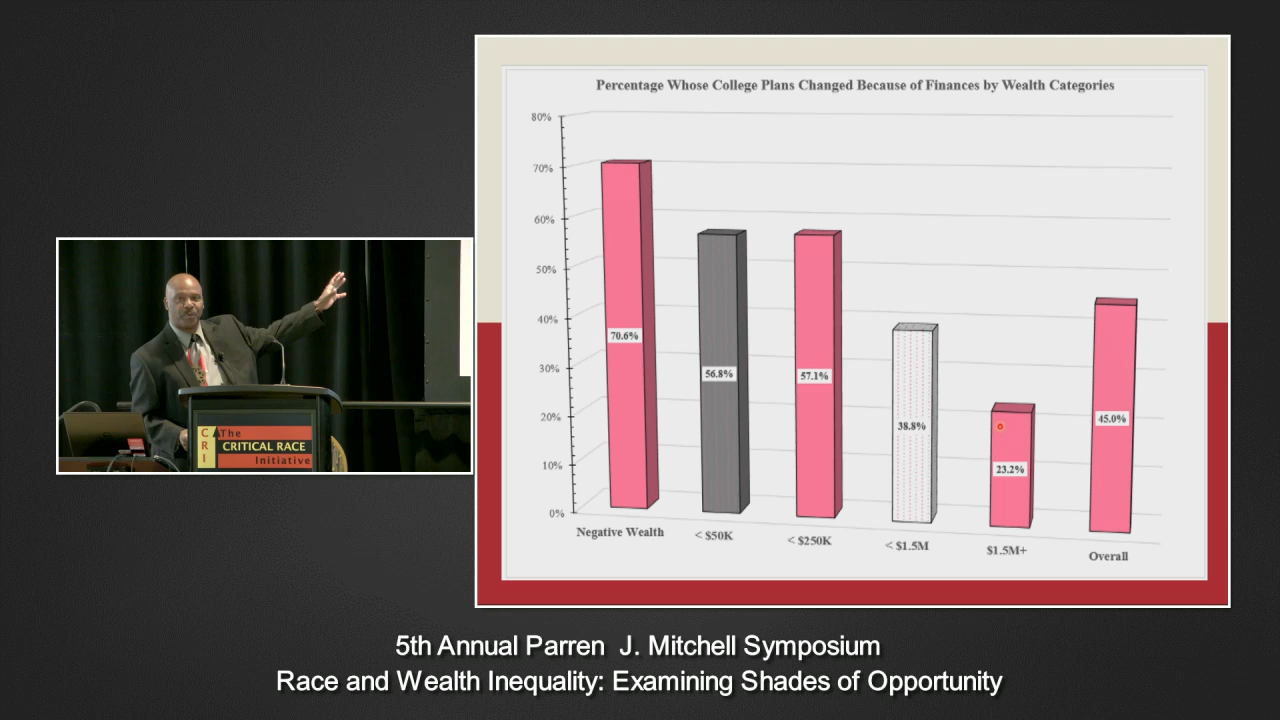 Percentage Whose College Plans Changed Because of Finances by Wealth Categories
80%
70%
60%
50%
40%
30%
20%
10%
0%
70.6%
56.8%
57.1%
38.8%
23.2%
45.0%
Negative Wealth
< $50K
< $250K
< $1.5M
$1.5M+
Overall
CRI
The
CRITICAL RACE
Initiative
5th Annual Parren J. Mitchell Symposium
Race and Wealth Inequality: Examining Shades of Opportunity